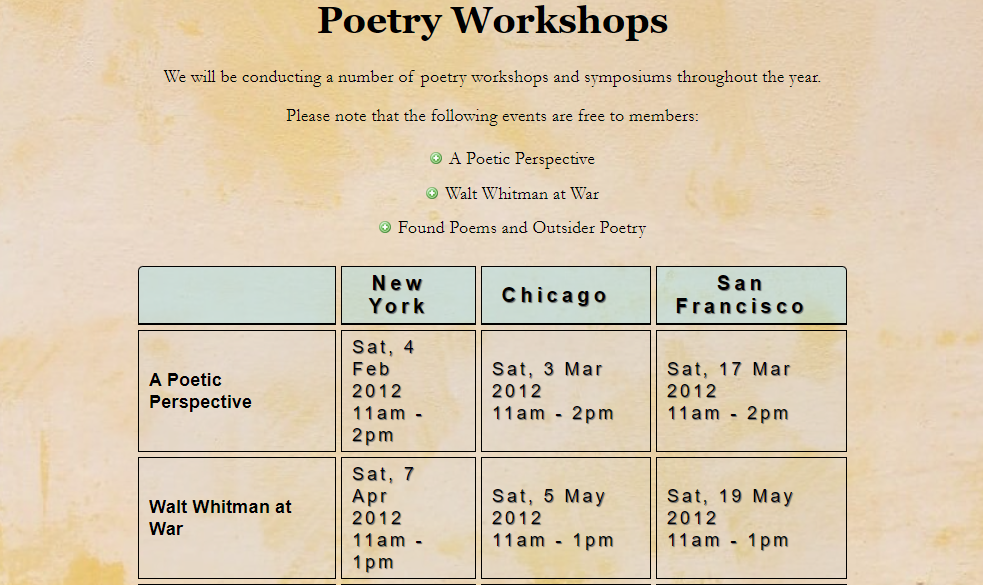 Poetry Workshops
We will be conducting a number of poetry workshops and symposiums throughout the year.
Please note that the following events are free to members:
A Poetic Perspective
Walt Whitman at War
Found Poems and Outsider Poetry
New
York
Chicago
San
Francisco
A Poetic
Perspective
Sat, 4
Feb
2012
11am -
2pm
Sat, 3 Mar
2012
11am - 2pm
Sat, 17 Mar
2012
11am - 2pm
Walt Whitman at
War
Sat, 7
Apr
2012
11am -
1pm
Sat, 5 May
2012
11am - 1pm
Sat, 19 May
2012
11am - 1pm